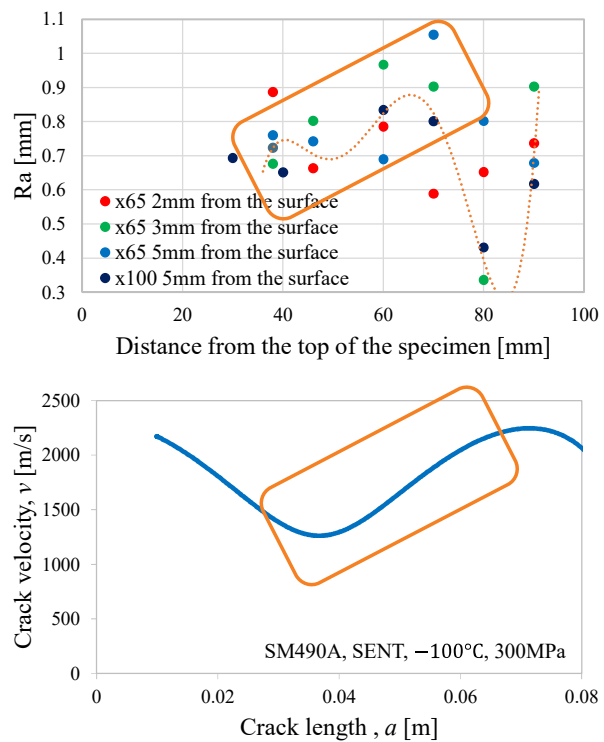 1.1
1
0.9
0.8
0.7
0.6
0.5
0.4
0.3
Ra [mm]
x65 2mm from the surface
x65 3mm from the surface
x65 5mm from the surface
x100 5mm from the surface
0 20 40 60 80 100
Distance from the top of the specimen [mm]
2500
2000
1500
1000
500
0
Crack velocity, v [m/s]
SM490A, SENT, −100°C, 300MPa
0 0.02 0.04 0.06 0.08
Crack length , a [m]